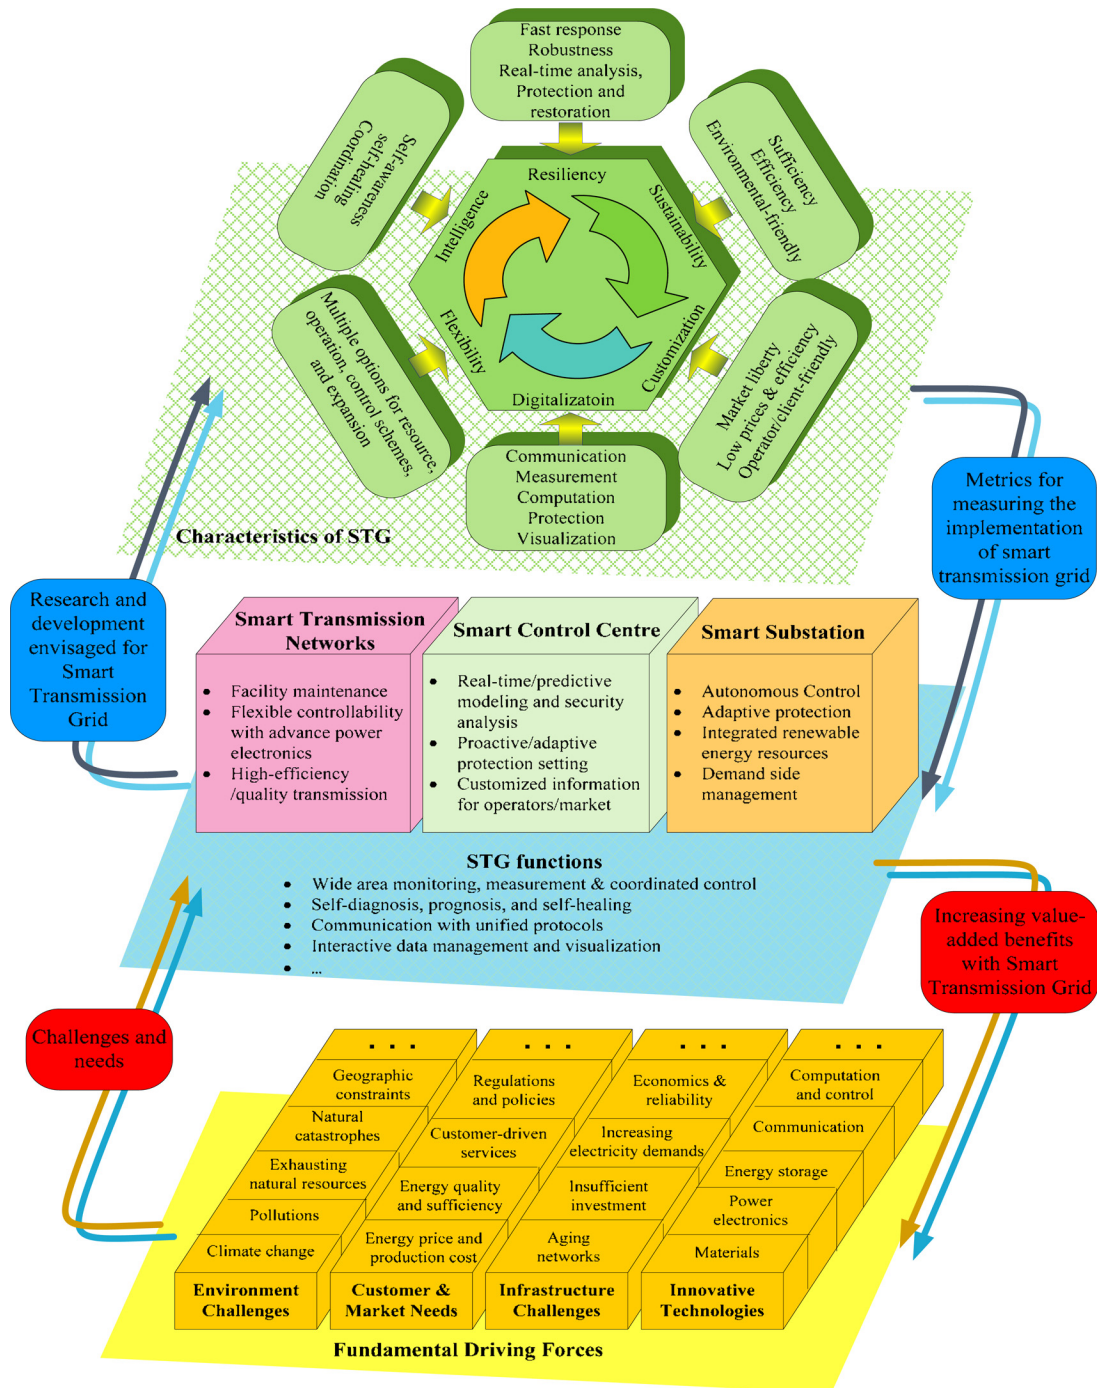 Fast response
Robustness
Real-time analysis,
Protection and
restoration
Self-awareness
self-healing
Coordination
Sufficiency
Efficiency
Environmental-friendly
Resiliency
Intelligence
Sustainability
Flexibility
Customization
Digitalizatoin
Multiple options for resource,
operation, control schemes,
and expansion
Market liberty
Low prices & efficiency
Operator/client-friendly
Communication
Measurement
Computation
Protection
Visualization
Characteristics of STG
Metrics for
measuring the
implementation
of smart
transmission grid
Research and
development
envisaged for
Smart
Transmission
Grid
Smart Transmission
Networks
• Facility maintenance
• Flexible controllability
with advance power
electronics
• High-efficiency
/quality transmission
Smart Control Centre
• Real-time/predictive
modeling and security
analysis
• Proactive/adaptive
protection setting
• Customized information
for operators/market
Smart Substation
• Autonomous Control
• Adaptive protection
• Integrated renewable
energy resources
• Demand side
management
STG functions
• Wide area monitoring, measurement & coordinated control
• Self-diagnosis, prognosis, and self-healing
• Communication with unified protocols
• Interactive data management and visualization
• ...
Increasing value-
added benefits
with Smart
Transmission Grid
Challenges and
needs
. . .
Geographic
constraints
Natural
catastrophes
Exhausting
natural resources
Pollutions
Climate change
Environment
Challenges
. . .
Regulations
and policies
Customer-driven
services
Energy quality
and sufficiency
Energy price and
production cost
Customer &
Market Needs
. . .
Economics &
reliability
Increasing
electricity demands
Insufficient
investment
Aging
networks
Infrastructure
Challenges
. . .
Computation
and control
Communication
Energy storage
Power
electronics
Materials
Innovative
Technologies
Fundamental Driving Forces